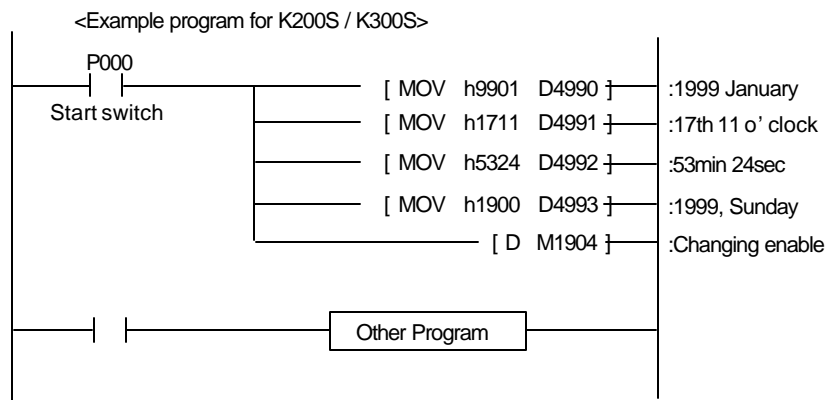 <Example program for K200S / K300S>
P000
Start switch
[ MOV h9901 D4990 ] :1999 January
[ MOV h1711 D4991 ] :17th 11 o' clock
[ MOV h5324 D4992 ] :53min 24sec
[ MOV h1900 D4993 ] :1999, Sunday
[ D M1904 ] :Changing enable
Other Program